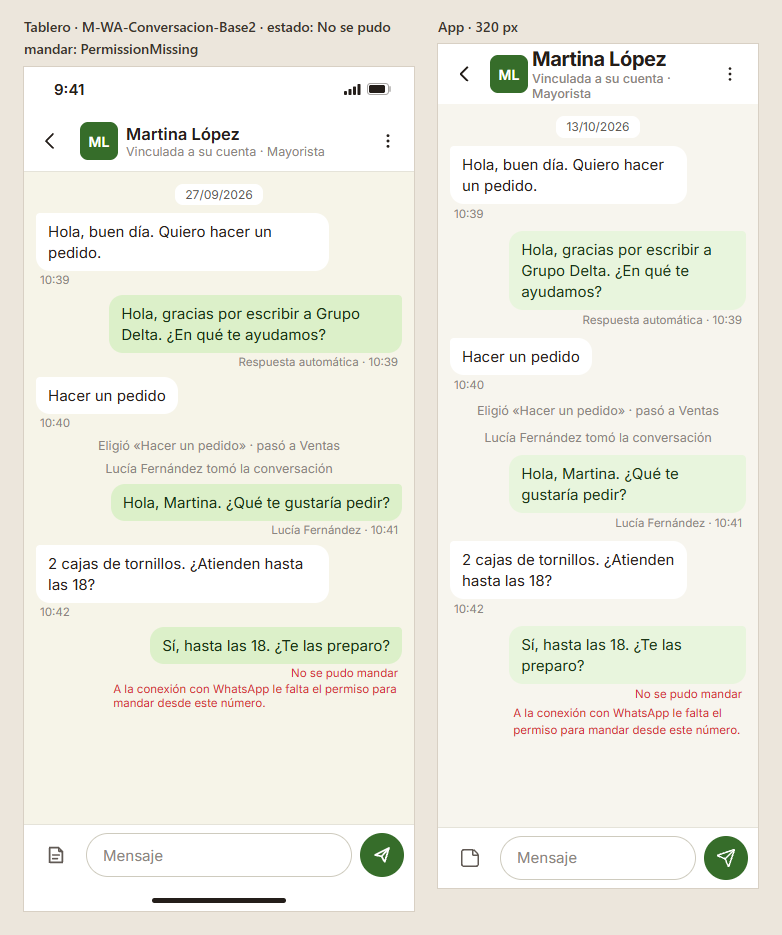 Tablero · M-WA-Conversacion-Base2 · estado: No se pudo
mandar: PermissionMissing
9:41
ML
Martina López
Vinculada a su cuenta · Mayorista
27/09/2026
Hola, buen día. Quiero hacer un
pedido.
10:39
Hola, gracias por escribir a Grupo
Delta. ¿En qué te ayudamos?
Respuesta automática · 10:39
Hacer un pedido
10:40
Eligió «Hacer un pedido» · pasó a Ventas
Lucía Fernández tomó la conversación
Hola, Martina. ¿Qué te gustaría pedir?
Lucía Fernández · 10:41
2 cajas de tornillos. ¿Atienden hasta
las 18?
10:42
Sí, hasta las 18. ¿Te las preparo?
No se pudo mandar
A la conexión con WhatsApp le falta el permiso para
mandar desde este número.
Mensaje
App · 320 px
ML
Martina López
Vinculada a su cuenta ·
Mayorista
13/10/2026
Hola, buen día. Quiero hacer
un pedido.
10:39
Hola, gracias por escribir a
Grupo Delta. ¿En qué te
ayudamos?
Respuesta automática · 10:39
Hacer un pedido
10:40
Eligió «Hacer un pedido» · pasó a Ventas
Lucía Fernández tomó la conversación
Hola, Martina. ¿Qué te
gustaría pedir?
Lucía Fernández · 10:41
2 cajas de tornillos. ¿Atienden
hasta las 18?
10:42
Sí, hasta las 18. ¿Te las
preparo?
No se pudo mandar
A la conexión con WhatsApp le falta el
permiso para mandar desde este número.
Mensaje